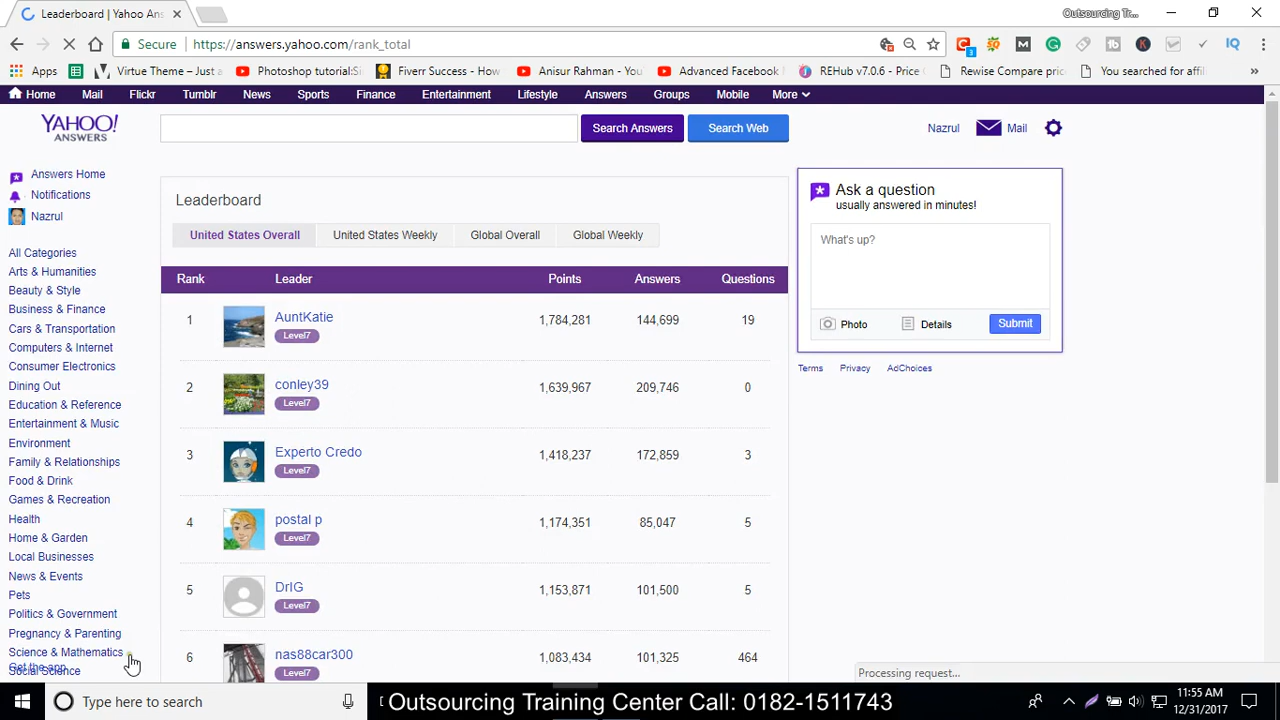 Leaderboard | Yahoo Ans
Outsourcing Tr...
Secure
https://answers.yahoo.com/rank_total
Apps
Virtue Theme – Just a
Photoshop tutorial:Si
Fiverr Success - How
Anisur Rahman - You
Advanced Facebook
REHub v7.0.6 - Price
Rewise Compare pric
You searched for affil
Home Mail Flickr Tumblr News Sports Finance Entertainment Lifestyle Answers Groups Mobile More
YAHOO!
ANSWERS
Search Answers
Search Web
Nazrul
Mail
Answers Home
Notifications
Nazrul
All Categories
Arts & Humanities
Beauty & Style
Business & Finance
Cars & Transportation
Computers & Internet
Consumer Electronics
Dining Out
Education & Reference
Entertainment & Music
Environment
Family & Relationships
Food & Drink
Games & Recreation
Health
Home & Garden
Local Businesses
News & Events
Pets
Politics & Government
Pregnancy & Parenting
Science & Mathematics
Get the app
Social Science
Leaderboard
United States Overall United States Weekly Global Overall Global Weekly
Rank Leader Points Answers Questions
1 AuntKatie 1,784,281 144,699 19
Level7
2 conley39 1,639,967 209,746 0
Level7
3 Experto Credo 1,418,237 172,859 3
Level7
4 postal p 1,174,351 85,047 5
Level7
5 DrIG 1,153,871 101,500 5
Level7
6 nas88car300 1,083,434 101,325 464
Level7
Ask a question
usually answered in minutes!
What's up?
Photo
Details
Submit
Terms Privacy AdChoices
Processing request...
Type here to search
Outsourcing Training Center Call: 0182-1511743
11:55 AM
12/31/2017